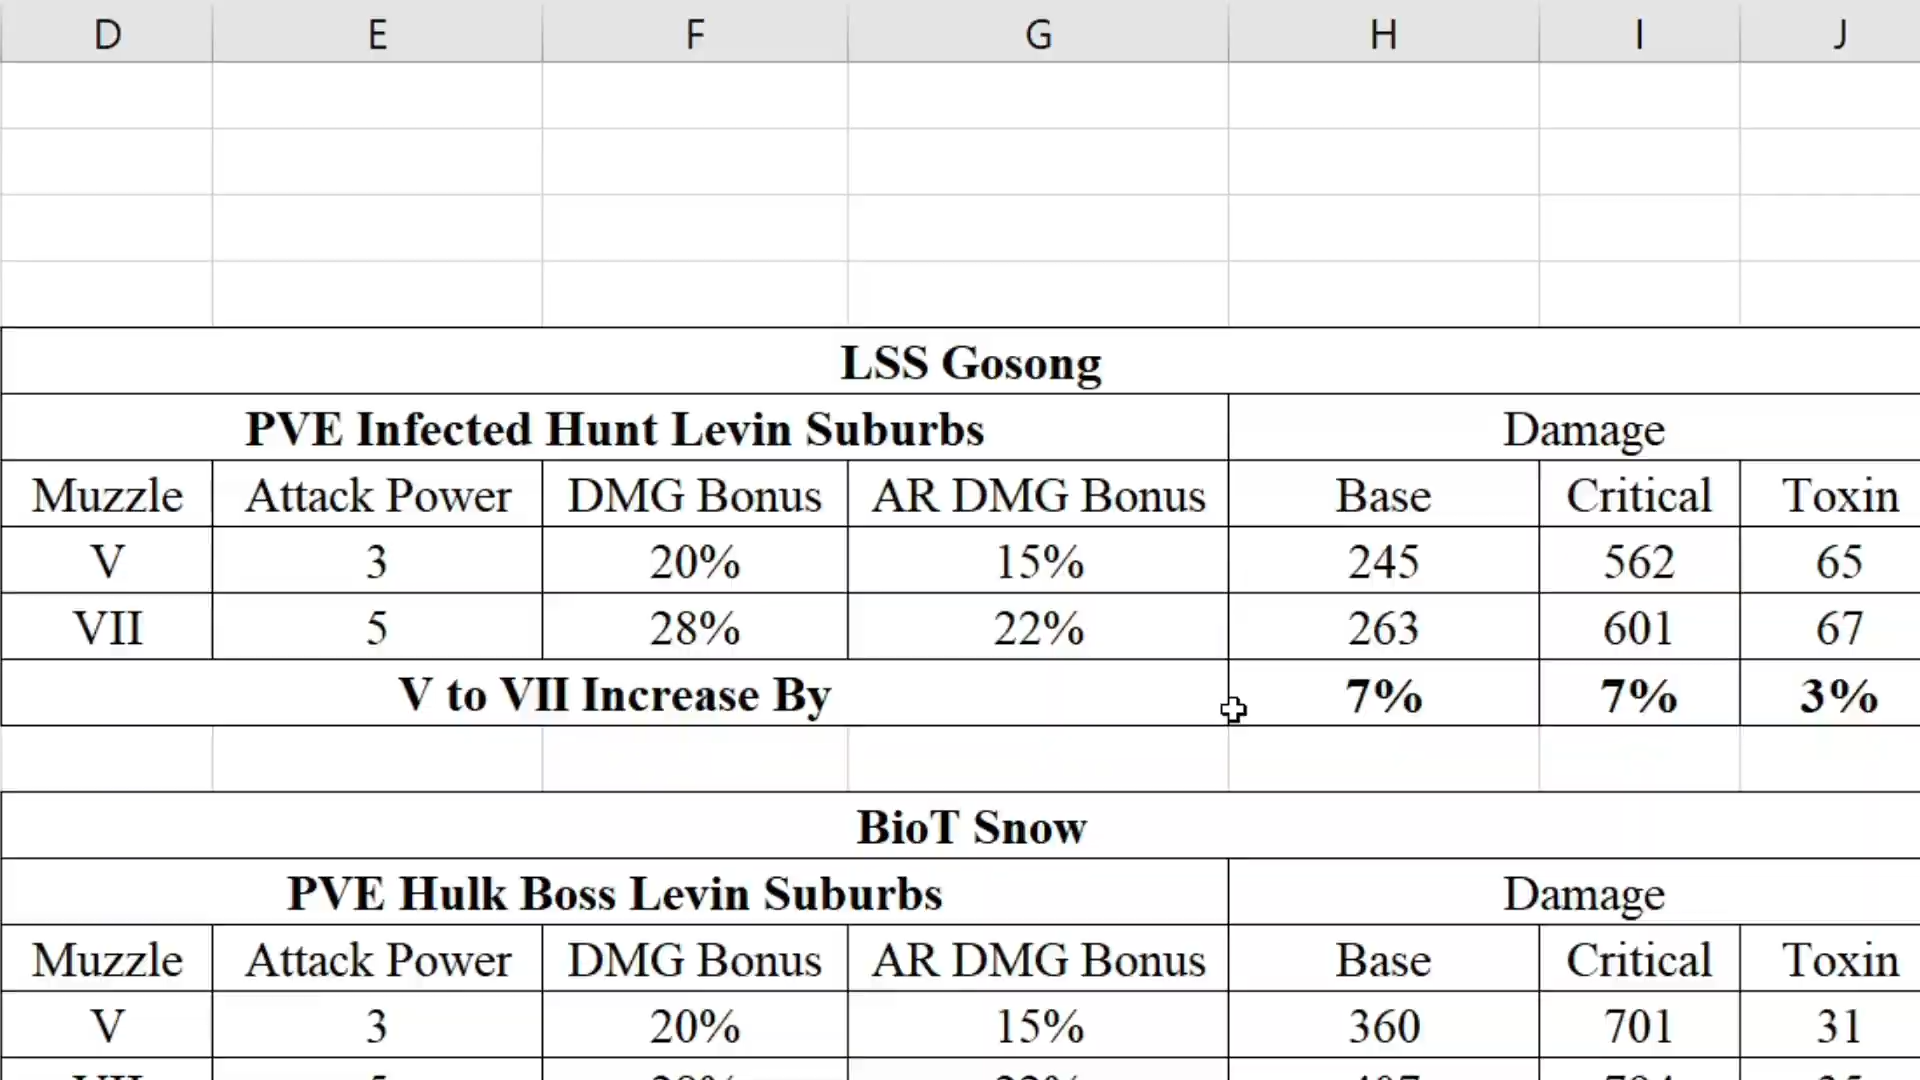 D E F G H I J
LSS Gosong
PVE Infected Hunt Levin Suburbs Damage
Muzzle Attack Power DMG Bonus AR DMG Bonus Base Critical Toxin
V 3 20% 15% 245 562 65
VII 5 28% 22% 263 601 67
V to VII Increase By 7% 7% 3%
BioT Snow
PVE Hulk Boss Levin Suburbs Damage
Muzzle Attack Power DMG Bonus AR DMG Bonus Base Critical Toxin
V 3 20% 15% 360 701 31